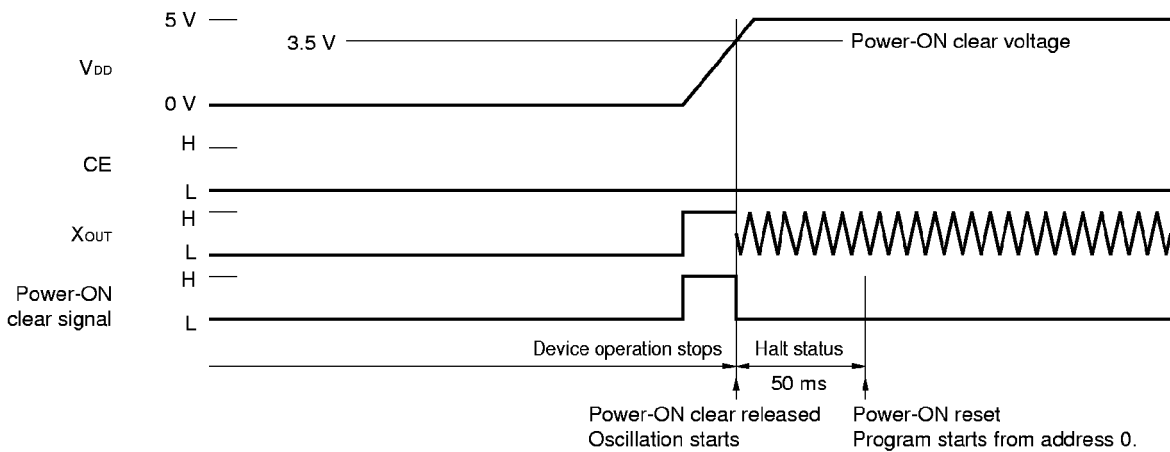 5 V
3.5 V
Power-ON clear voltage
VDD
0 V
H
CE
L
H
XOUT
L
H
Power-ON
clear signal
L
Device operation stops
Halt status
50 ms
Power-ON clear released
Oscillation starts
Power-ON reset
Program starts from address 0.